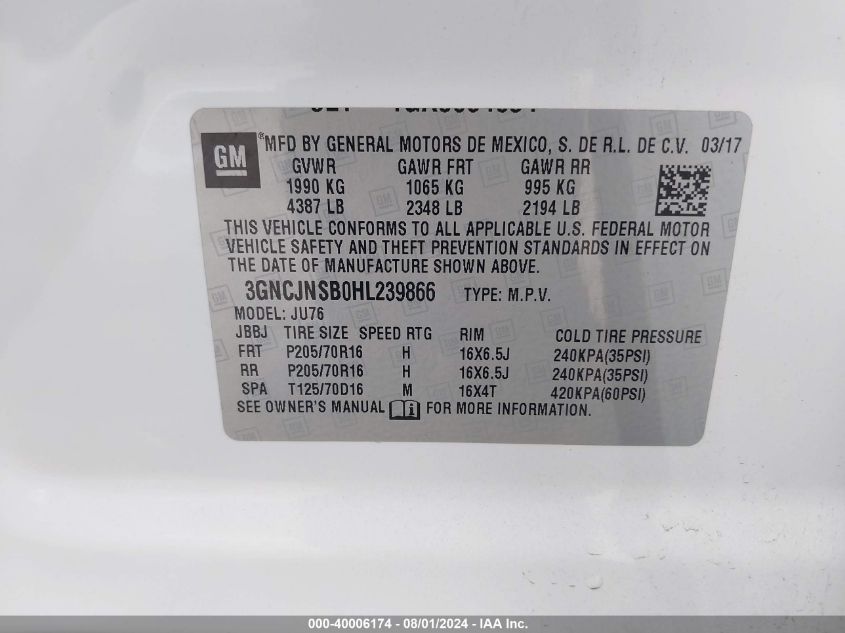 GM ® MFD BY GENERAL MOTORS DE MEXICO, S. DE R.L. DE C.V. 03/17
GVWR GAWR FRT GAWR RR
1990 KG 1065 KG 995 KG
4387 LB 2348 LB 2194 LB
THIS VEHICLE CONFORMS TO ALL APPLICABLE U.S. FEDERAL MOTOR
VEHICLE SAFETY AND THEFT PREVENTION STANDARDS IN EFFECT ON
THE DATE OF MANUFACTURE SHOWN ABOVE.
3GNCJNSB0HL239866 TYPE: M.P.V.
MODEL: JU76
JBBJ TIRE SIZE SPEED RTG RIM COLD TIRE PRESSURE
FRT P205/70R16 H 16X6.5J 240KPA(35PSI)
RR P205/70R16 H 16X6.5J 240KPA(35PSI)
SPA T125/70D16 M 16X4T 420KPA(60PSI)
SEE OWNER'S MANUAL i FOR MORE INFORMATION.
000-40006174 - 08/01/2024 - IAA Inc.